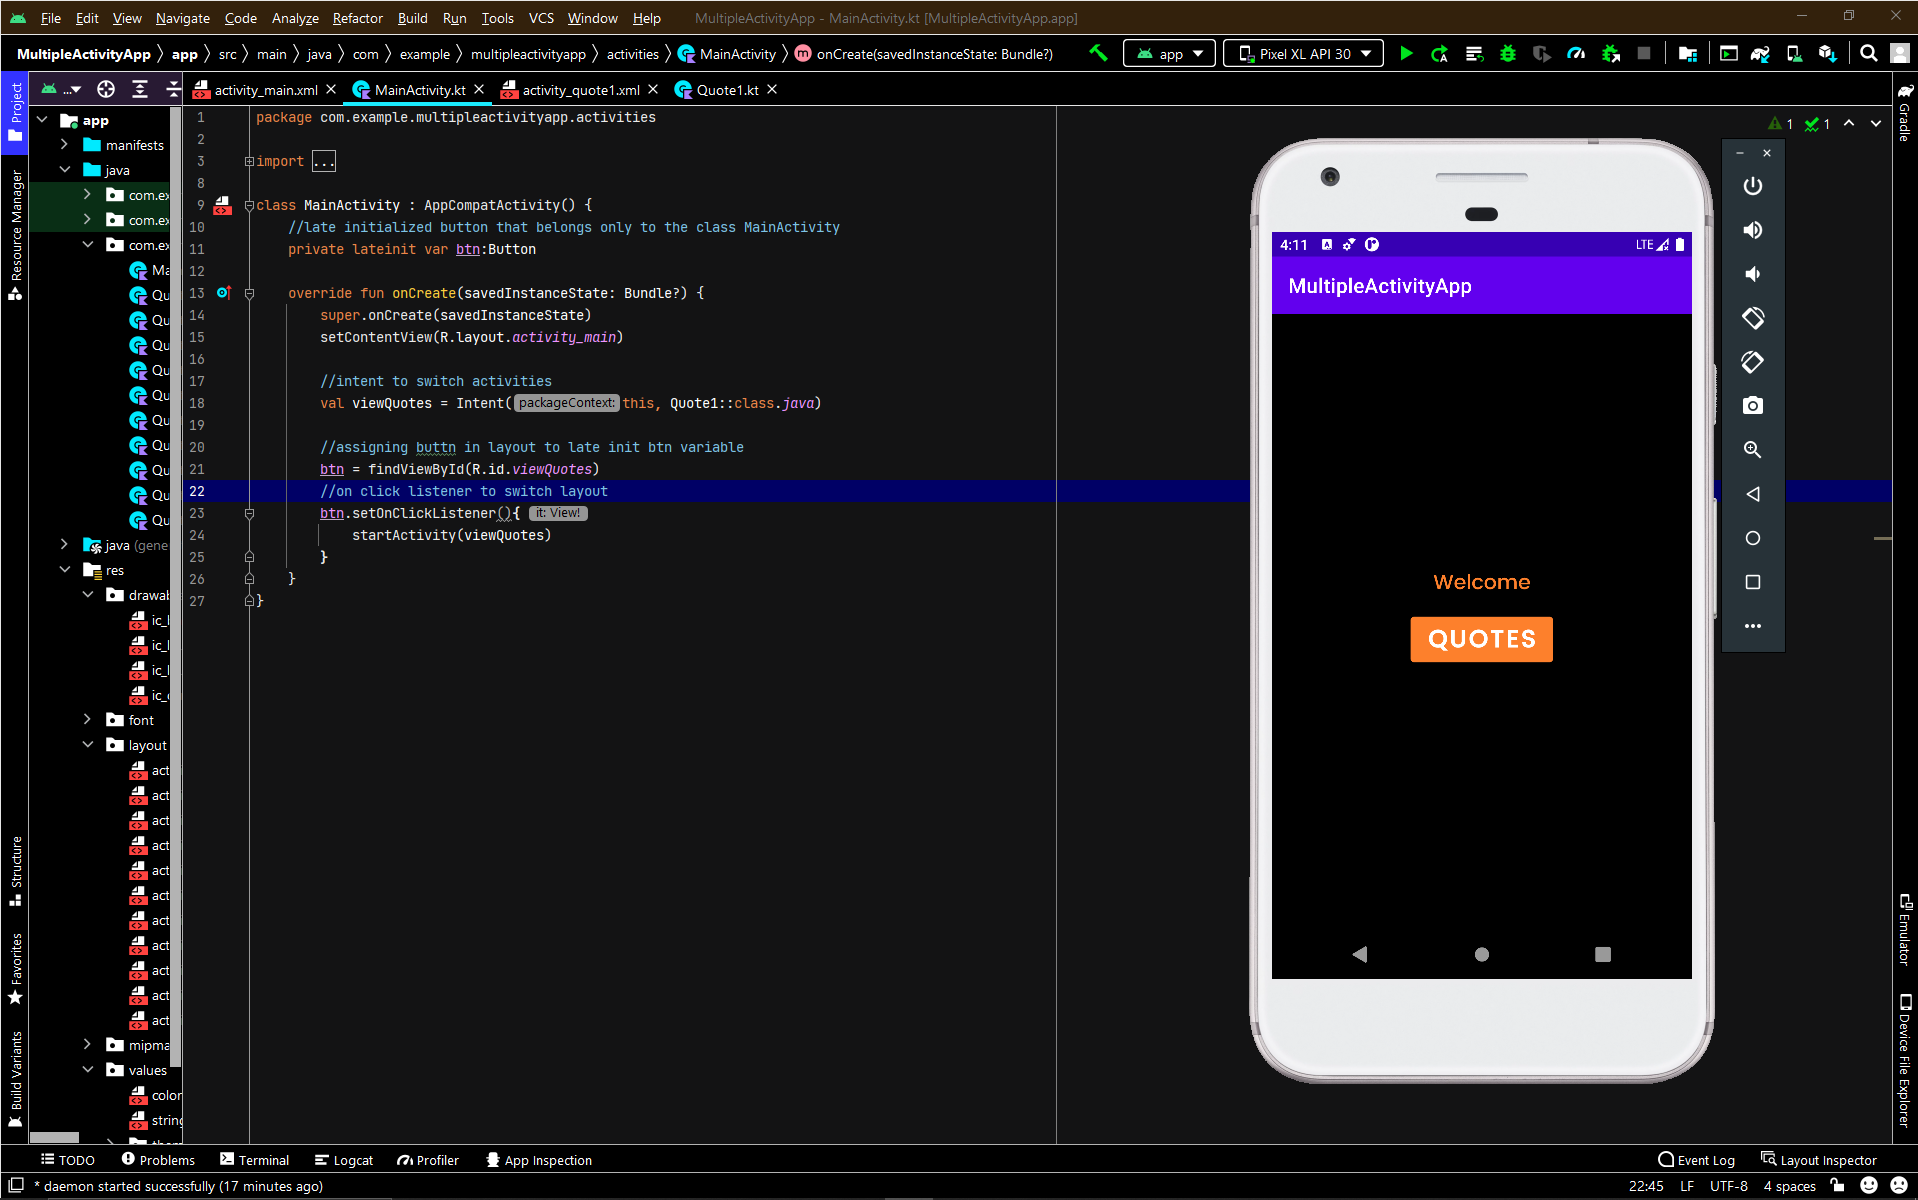 File Edit View Navigate Code Analyze Refactor Build Run Tools VCS Window Help MultipleActivityApp - MainActivity.kt [MultipleActivityApp.app]
MultipleActivityApp app src main java com example multipleactivityapp activities MainActivity onCreate(savedInstanceState: Bundle?) app Pixel XL API 30
... activity_main.xml MainActivity.kt activity_quote1.xml Quote1.kt
Project
Resource Manager
Structure
Favorites
Build Variants
app
manifests
java
com.ex
com.ex
com.ex
Ma
Qu
Qu
Qu
Qu
Qu
Qu
Qu
Qu
Qu
Qu
java (gene
res
drawab
ic_l
ic_l
ic_l
ic_
font
layout
act
act
act
act
act
act
act
act
act
act
act
mipma
values
color
string
1 package com.example.multipleactivityapp.activities
2
3 import ...
8
9 class MainActivity : AppCompatActivity() {
10 //late initialized button that belongs only to the class MainActivity
11 private lateinit var btn:Button
12
13 override fun onCreate(savedInstanceState: Bundle?) {
14 super.onCreate(savedInstanceState)
15 setContentView(R.layout.activity_main)
16
17 //intent to switch activities
18 val viewQuotes = Intent( packageContext: this, Quote1::class.java)
19
20 //assigning buttn in layout to late init btn variable
21 btn = findViewById(R.id.viewQuotes)
22 //on click listener to switch layout
23 btn.setOnClickListener(){ it: View!
24 startActivity(viewQuotes)
25 }
26 }
27 }
1 1
4:11 LTE
MultipleActivityApp
Welcome
QUOTES
Gradle
Emulator
Device File Explorer
TODO Problems Terminal Logcat Profiler App Inspection Event Log Layout Inspector
* daemon started successfully (17 minutes ago) 22:45 LF UTF-8 4 spaces